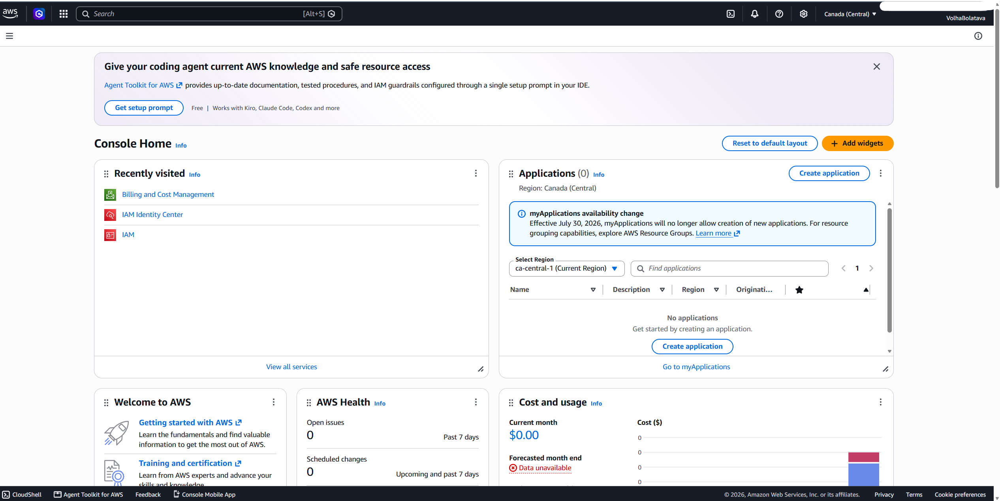 aws
Search [Alt+S]
Canada (Central)
VolhaBolatava
Give your coding agent current AWS knowledge and safe resource access
Agent Toolkit for AWS provides up-to-date documentation, tested procedures, and IAM guardrails configured through a single setup prompt in your IDE.
Get setup prompt Free | Works with Kiro, Claude Code, Codex and more
Console Home Info
Reset to default layout
+ Add widgets
Recently visited Info
Billing and Cost Management
IAM Identity Center
IAM
View all services
Applications (0) Info
Create application
Region: Canada (Central)
myApplications availability change
Effective July 30, 2026, myApplications will no longer allow creation of new applications. For resource
grouping capabilities, explore AWS Resource Groups. Learn more
Select Region
ca-central-1 (Current Region)
Find applications
1
Name Description Region Originati...
No applications
Get started by creating an application.
Create application
Go to myApplications
Welcome to AWS
Getting started with AWS
Learn the fundamentals and find valuable
information to get the most out of AWS.
Training and certification
Learn from AWS experts and advance your
skills and knowledge
AWS Health Info
Open issues
0 Past 7 days
Scheduled changes
0 Upcoming and past 7 days
Cost and usage Info
Current month
$0.00
Forecasted month end
Data unavailable
Cost ($)
0
0
0
0
CloudShell Agent Toolkit for AWS Feedback Console Mobile App
© 2026, Amazon Web Services, Inc. or its affiliates. Privacy Terms Cookie preferences